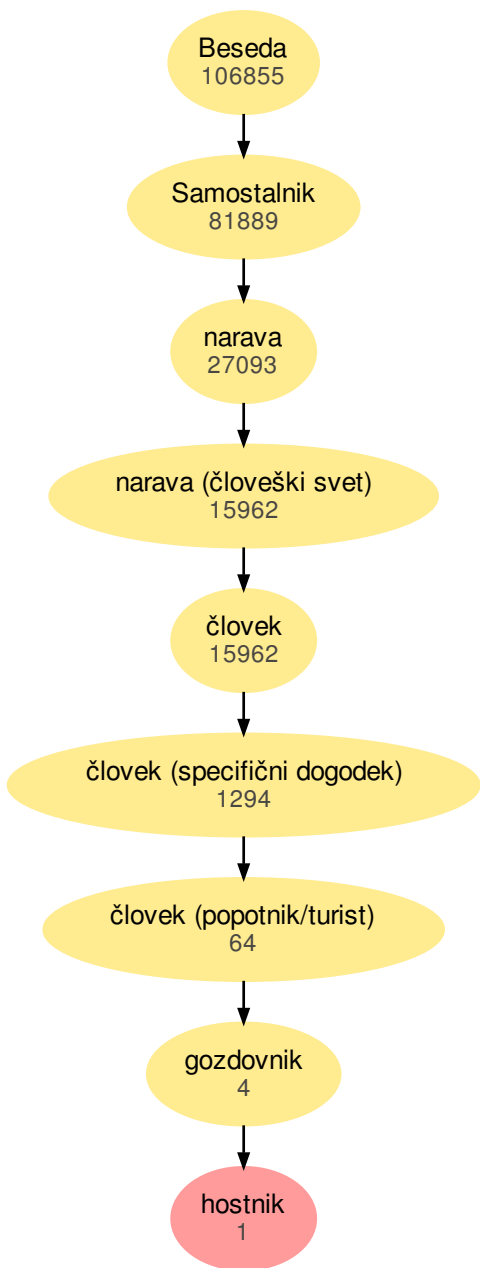 Beseda
106855
Samostalnik
81889
narava
27093
narava (človeški svet)
15962
človek
15962
človek (specifični dogodek)
1294
človek (popotnik/turist)
64
gozdovnik
4
hostnik
1